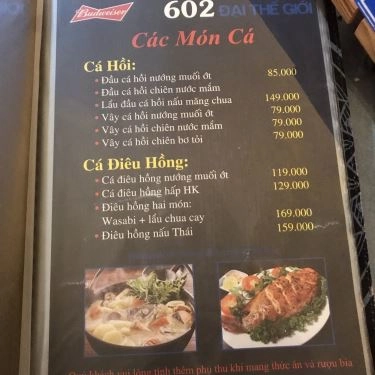 Budweiser
602 ĐẠI THẾ GIỚI
Các Món Cá
Cá Hồi:
• Đầu cá hồi nướng muối ớt 85.000
• Đầu cá hồi chiên nước mắm
• Lẩu đầu cá hồi nấu măng chua 149.000
• Vây cá hồi nướng muối ớt 79.000
• Vây cá hồi chiên nước mắm 79.000
• Vây cá hồi chiên bơ tỏi 79.000
Cá Điêu Hồng:
• Cá điêu hồng nướng muối ớt 119.000
• Cá điêu hồng hấp HK 129.000
• Điêu hồng hai món:
Wasabi + lẩu chua cay 169.000
• Điêu hồng nấu Thái 159.000
khách vui lòng tính thêm phụ thu khi mang thức ăn và rượu bia